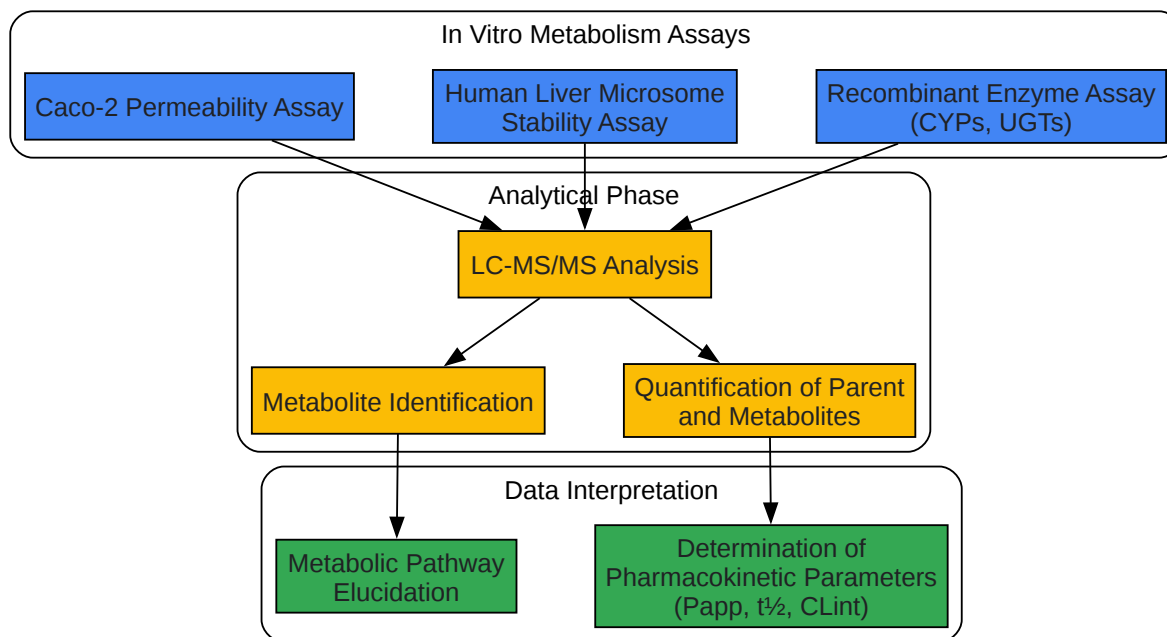 In Vitro Metabolism Assays
Caco-2 Permeability Assay
Human Liver Microsome
Stability Assay
Recombinant Enzyme Assay
(CYPs, UGTs)
Analytical Phase
LC-MS/MS Analysis
Metabolite Identification
Quantification of Parent
and Metabolites
Data Interpretation
Metabolic Pathway
Elucidation
Determination of
Pharmacokinetic Parameters
(Papp, t½, CLint)